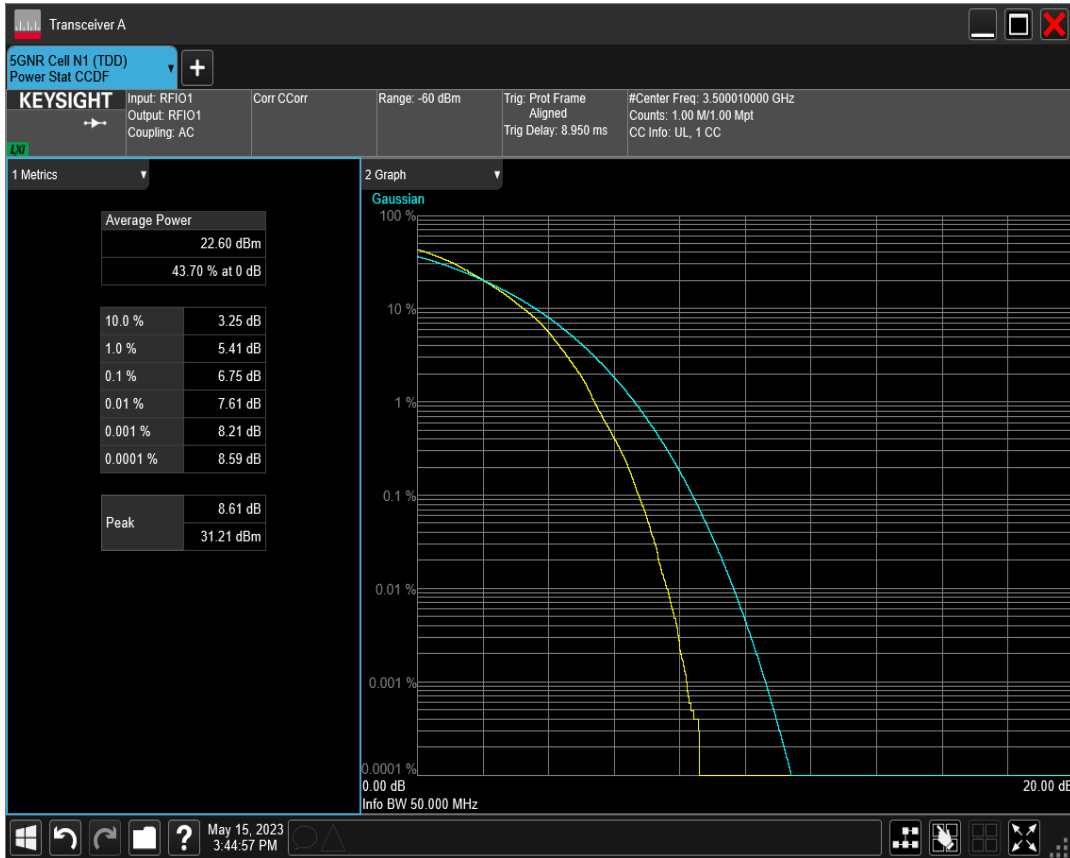 Transceiver A
5GNR Cell N1 (TDD)
Power Stat CCDF
+
KEYSIGHT
LXI
Input: RFIO1
Output: RFIO1
Coupling: AC
Corr CCorr
Range: -60 dBm
Trig: Prot Frame
Aligned
Trig Delay: 8.950 ms
#Center Freq: 3.500010000 GHz
Counts: 1.00 M/1.00 Mpt
CC Info: UL, 1 CC
1 Metrics
Average Power
22.60 dBm
43.70 % at 0 dB
10.0 % 3.25 dB
1.0 % 5.41 dB
0.1 % 6.75 dB
0.01 % 7.61 dB
0.001 % 8.21 dB
0.0001 % 8.59 dB
Peak
8.61 dB
31.21 dBm
2 Graph
Gaussian
100 %
10 %
1 %
0.1 %
0.01 %
0.001 %
0.0001 %
0.00 dB 20.00 dB
Info BW 50.000 MHz
?
May 15, 2023
3:44:57 PM